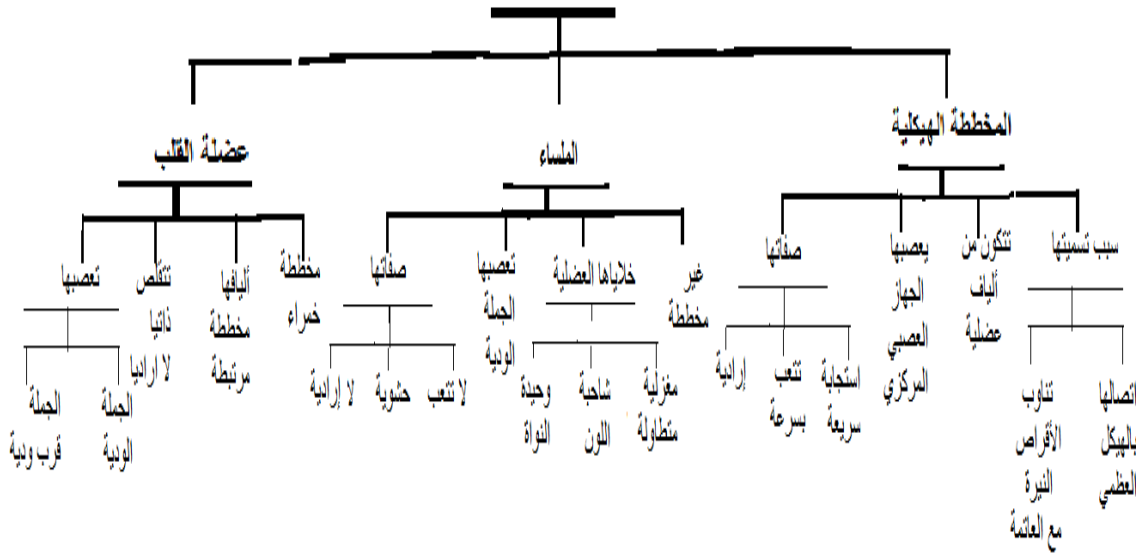 المخططة الهيكلية
سبب تسميتها
اتصالها
بالهيكل
العظمي
تناوب
الأقراص
النيرة
مع العاتمة
تتكون من
ألياف
عضلية
يعصبها
الجهاز
العصبي
المركزي
صفاتها
استجابة
سريعة
تتعب
بسرعة
إرادية
الملساء
غير
مخططة
خلاياها العضلية
مغزلية
متطاولة
شاحبة
اللون
وحيدة
النواة
تعصبها
الجملة
الودية
صفاتها
لا تتعب
حشوية
لا إرادية
عضلة القلب
مخططة
خمراء
أليافها
مخططة
مرتبطة
تتقلص
ذاتيا
لا اراديا
تعصبها
الجملة
الودية
الجملة
قرب ودية